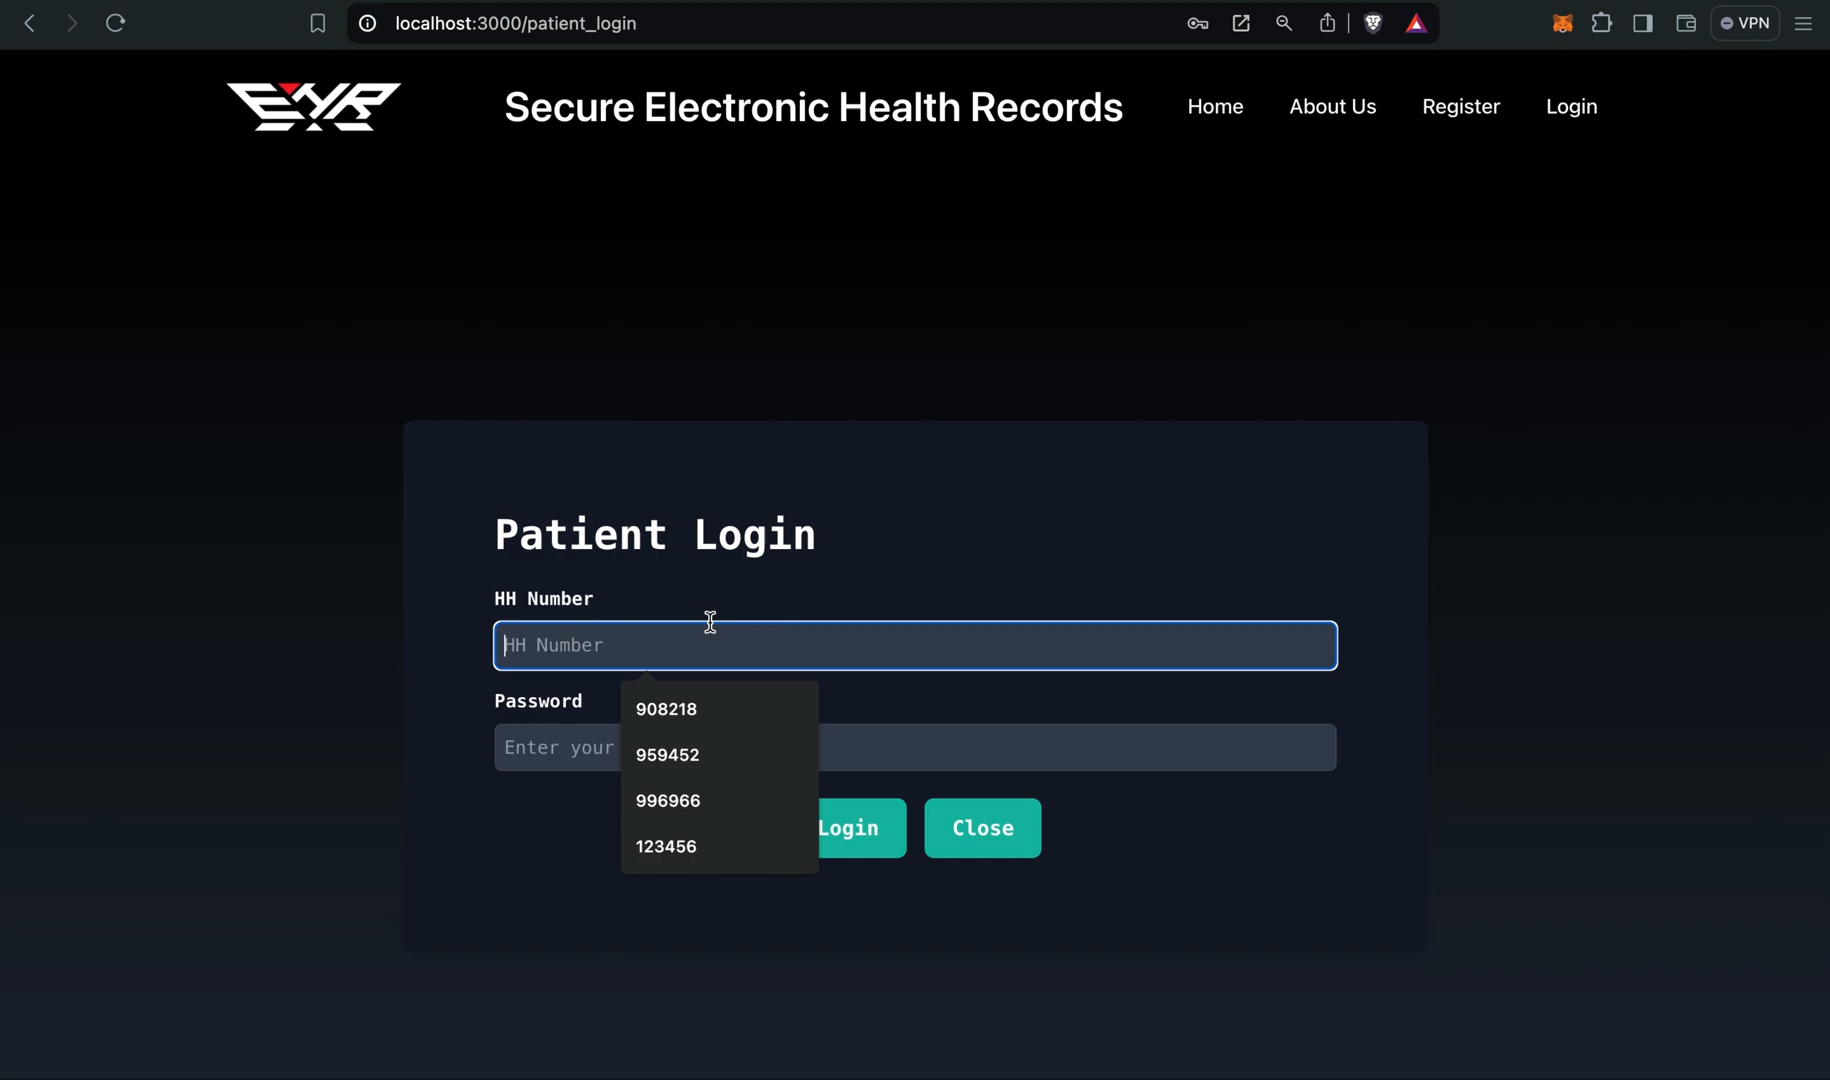 localhost:3000/patient_login
VPN
EYR
Secure Electronic Health Records
Home
About Us
Register
Login
Patient Login
HH Number
HH Number
Password
Enter your
908218
959452
996966
123456
Login
Close